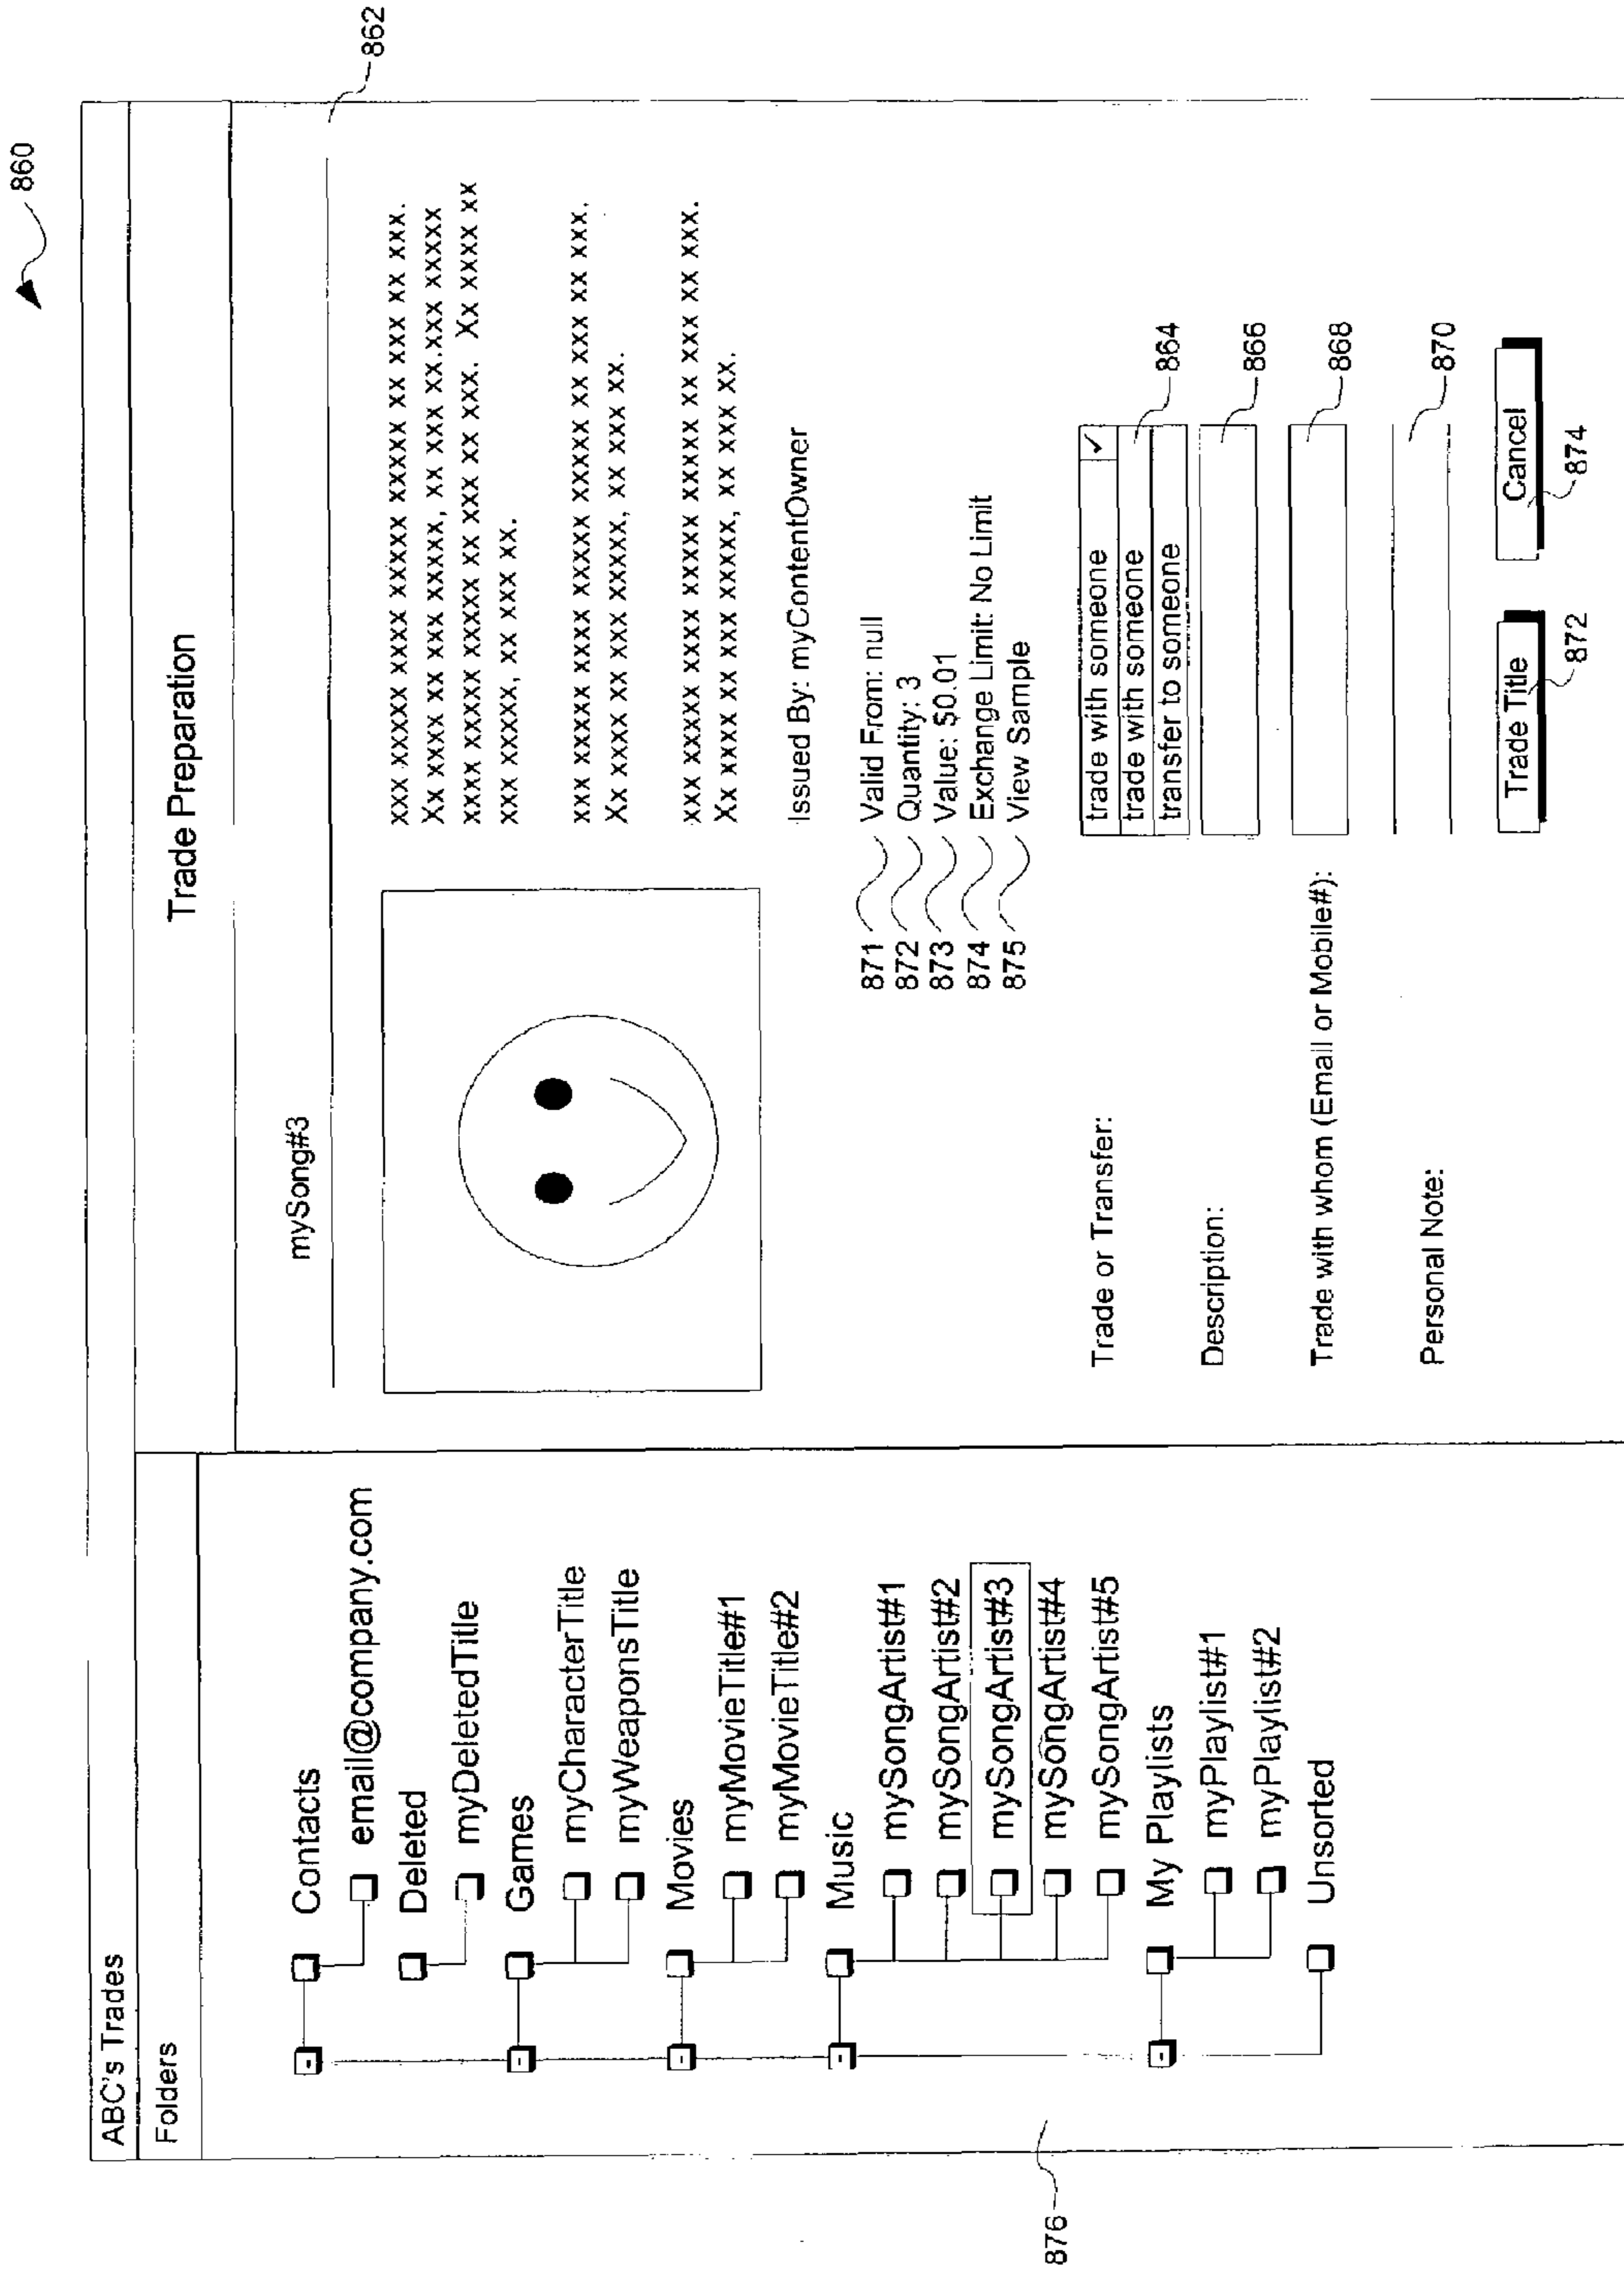 860
ABC's Trades
Folders
Trade Preparation
Contacts
email@company.com
Deleted
myDeletedTitle
Games
myCharacterTitle
myWeaponsTitle
Movies
myMovieTitle#1
myMovieTitle#2
Music
mySongArtist#1
mySongArtist#2
mySongArtist#3
mySongArtist#4
mySongArtist#5
My Playlists
myPlaylist#1
myPlaylist#2
Unsorted
876
mySong#3
862
xxx xxxxx xxxx xxxxx xxxxx xx xxx xx xxx.
Xx xxxx xx xxx xxxxx, xx xxx xx.xxx xxxxx
xxxx xxxxx xxxxx xx xxx xx xxx. Xx xxxx xx
xxx xxxxx, xx xxx xx.
xxx xxxxx xxxx xxxxx xxxxx xx xxx xx xxx.
Xx xxxx xx xxx xxxxx, xx xxx xx.
xxx xxxxx xxxx xxxxx xxxxx xx xxx xx xxx.
Xx xxxx xx xxx xxxxx, xx xxx xx.
Issued By: myContentOwner
871 Valid From: null
872 Quantity: 3
873 Value: $0.01
874 Exchange Limit: No Limit
875 View Sample
Trade or Transfer:
trade with someone ✓
trade with someone
864
transfer to someone
Description:
866
Trade with whom (Email or Mobile#):
868
Personal Note:
870
Trade Title Cancel
872 874